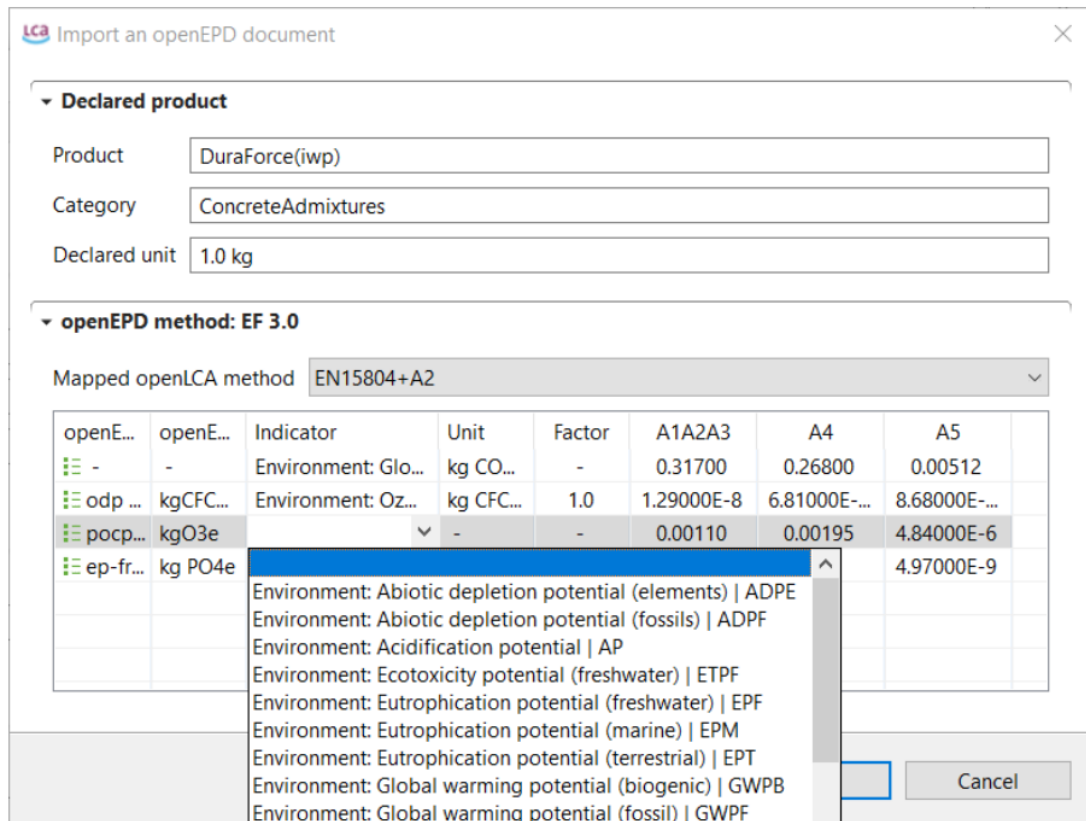 LCa Import an openEPD document
Declared product
Product DuraForce(iwp)
Category ConcreteAdmixtures
Declared unit 1.0 kg
openEPD method: EF 3.0
Mapped openLCA method EN15804+A2
openE... openE... Indicator Unit Factor A1A2A3 A4 A5
- - Environment: Glo... kg CO... - 0.31700 0.26800 0.00512
odp ... kgCFC... Environment: Oz... kg CFC... 1.0 1.29000E-8 6.81000E-... 8.68000E-...
pocp... kgO3e - - 0.00110 0.00195 4.84000E-6
ep-fr... kg PO4e 4.97000E-9
Environment: Abiotic depletion potential (elements) | ADPE
Environment: Abiotic depletion potential (fossils) | ADPF
Environment: Acidification potential | AP
Environment: Ecotoxicity potential (freshwater) | ETPF
Environment: Eutrophication potential (freshwater) | EPF
Environment: Eutrophication potential (marine) | EPM
Environment: Eutrophication potential (terrestrial) | EPT
Environment: Global warming potential (biogenic) | GWPB
Environment: Global warming potential (fossil) | GWPF
Cancel